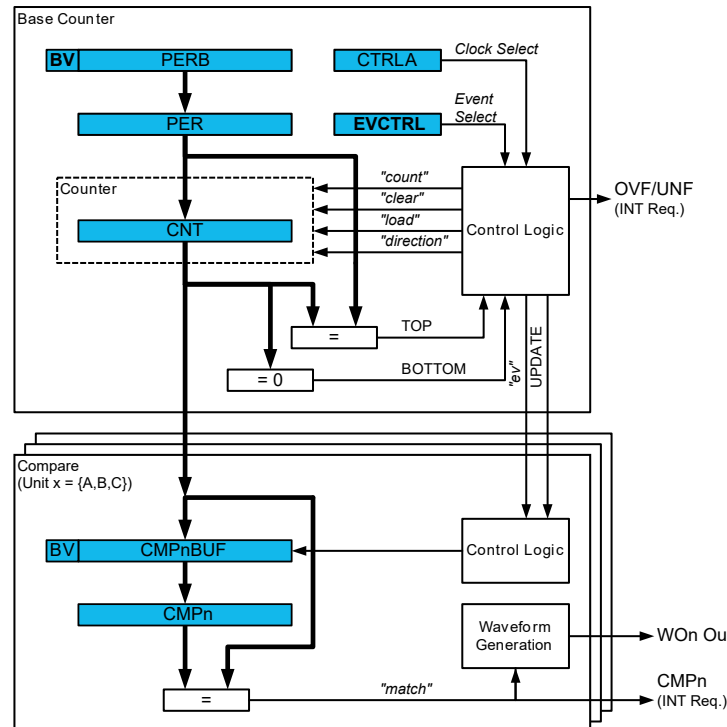 Base Counter
BV PERB
CTRLA
Clock Select
PER
EVCTRL
Event
Select
Counter
CNT
"count"
"clear"
"load"
"direction"
Control Logic
OVF/UNF
(INT Req.)
=
TOP
= 0
BOTTOM
"ev"
UPDATE
Compare
(Unit x = {A,B,C})
BV CMPnBUF
Control Logic
CMPn
Waveform
Generation
WOn Ou
=
"match"
CMPn
(INT Req.)